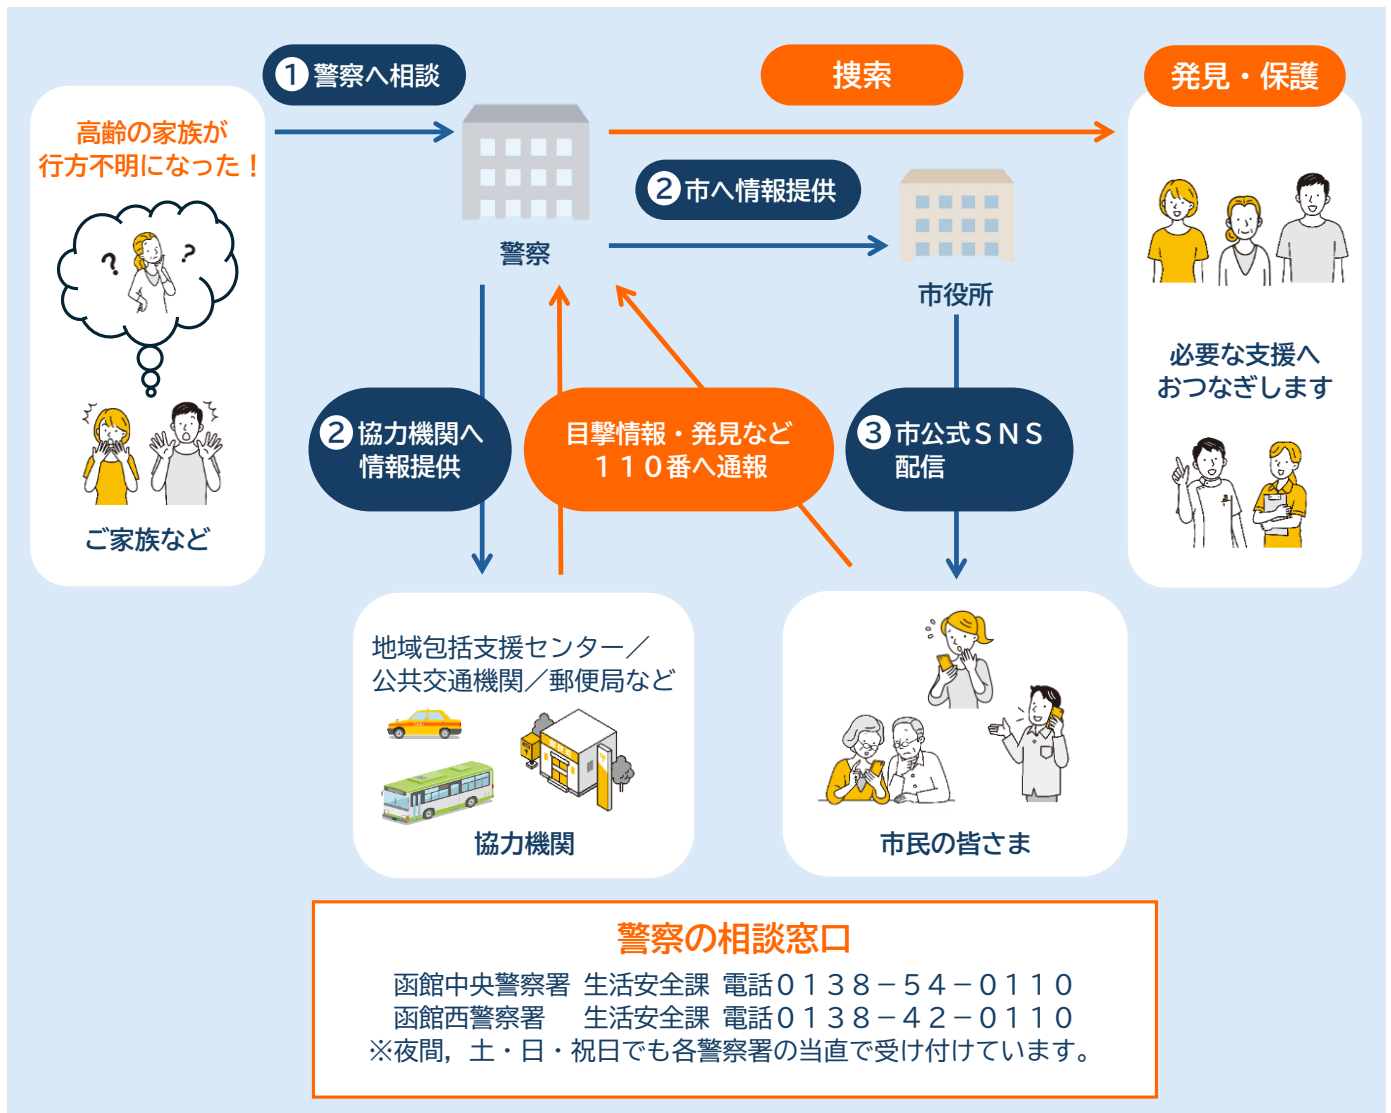 ①警察へ相談
捜索
発見・保護
高齢の家族が
行方不明になった！
？
？
②市へ情報提供
警察
市役所
必要な支援へ
おつなぎします
②協力機関へ
情報提供
目撃情報・発見など
１１０番へ通報
③市公式ＳＮＳ
配信
ご家族など
地域包括支援センター／
公共交通機関／郵便局など
協力機関
市民の皆さま
警察の相談窓口
函館中央警察署 生活安全課 電話０１３８－５４－０１１０
函館西警察署 生活安全課 電話０１３８－４２－０１１０
※夜間，土・日・祝日でも各警察署の当直で受け付けています。